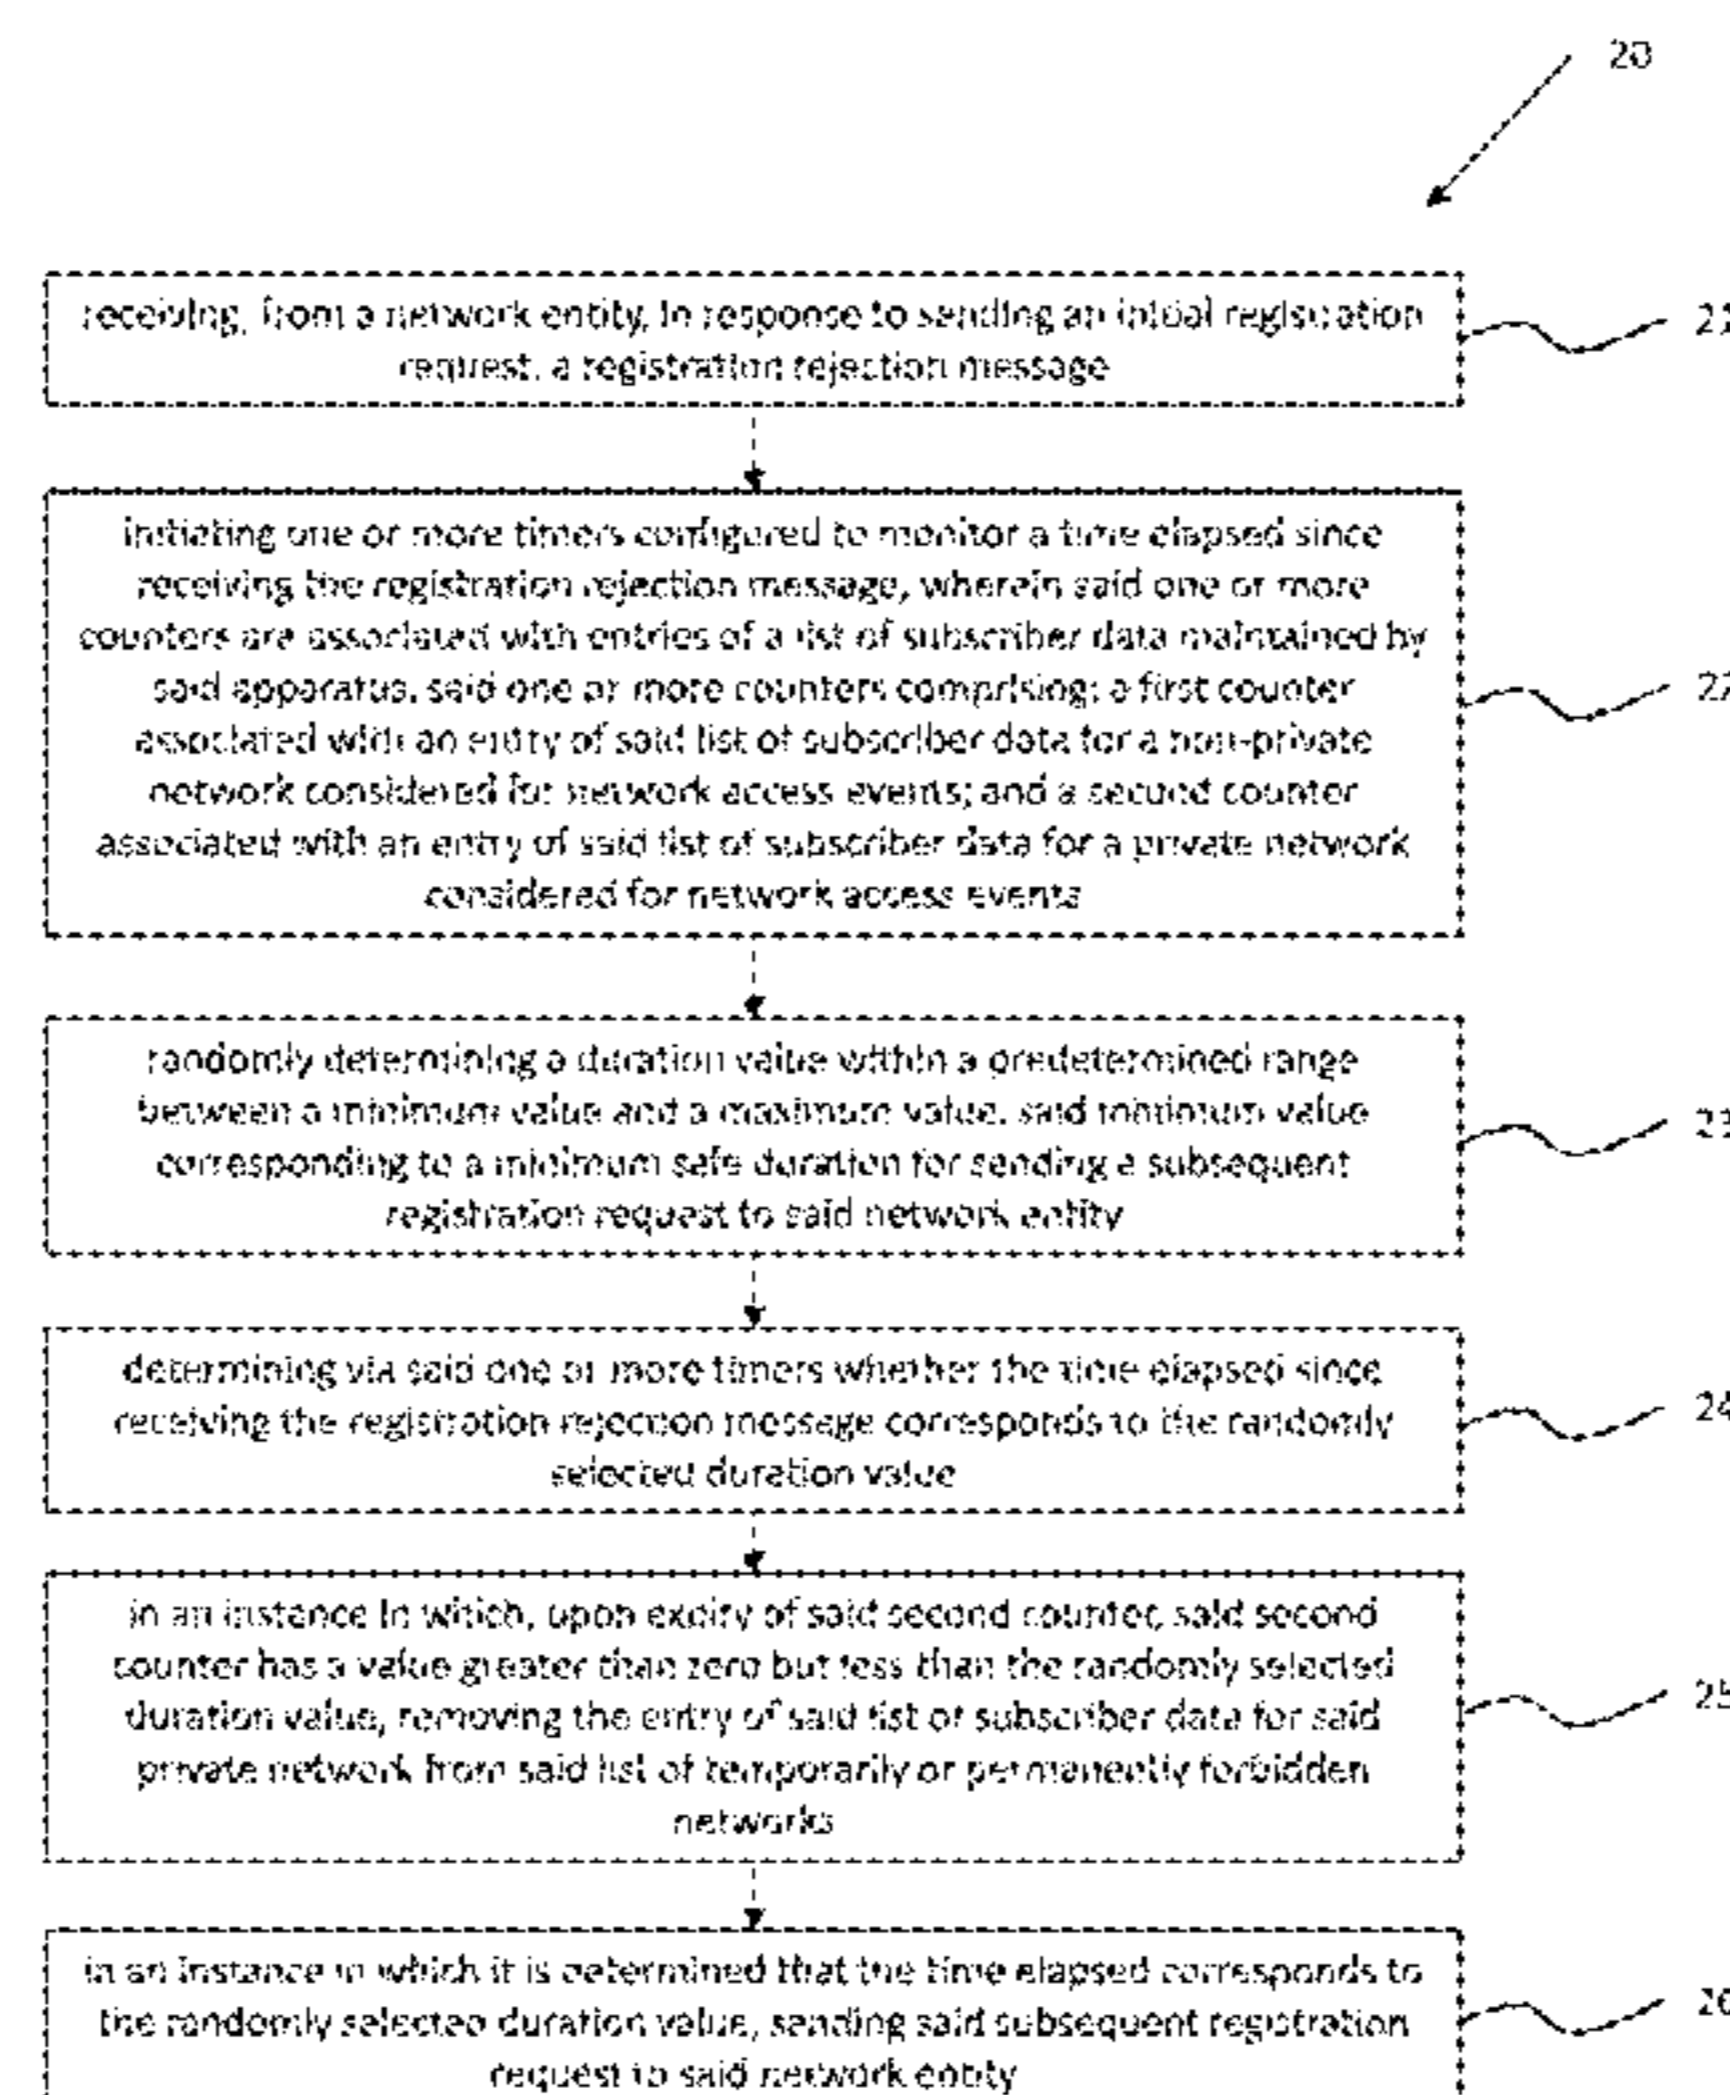 20
receiving, from a network entity, in response to sending an initial registration
request, a registration rejection message
21
initiating one or more timers configured to monitor a time elapsed since
receiving the registration rejection message, wherein said one or more
counters are associated with entries of a list of subscriber data maintained by
said apparatus, said one or more counters comprising: a first counter
associated with an entry of said list of subscriber data for a non-private
network considered for network access events; and a second counter
associated with an entry of said list of subscriber data for a private network
considered for network access events
22
randomly determining a duration value within a predetermined range
between a minimum value and a maximum value, said minimum value
corresponding to a minimum safe duration for sending a subsequent
registration request to said network entity
23
determining via said one or more timers whether the time elapsed since
receiving the registration rejection message corresponds to the randomly
selected duration value
24
in an instance in which, upon expiry of said second counter, said second
counter has a value greater than zero but less than the randomly selected
duration value, removing the entry of said list of subscriber data for said
private network from said list of temporarily or permanently forbidden
networks
25
in an instance in which it is determined that the time elapsed corresponds to
the randomly selected duration value, sending said subsequent registration
request to said network entity
26